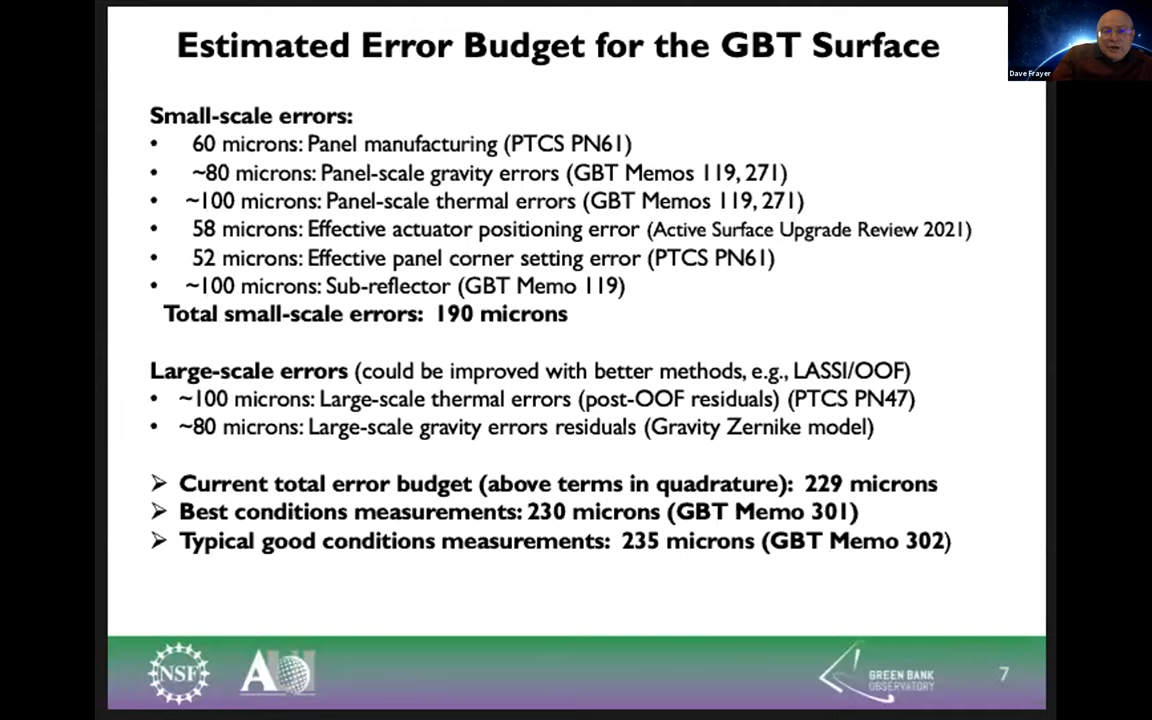 Estimated Error Budget for the GBT Surface
Dave Frayer
Small-scale errors:
• 60 microns: Panel manufacturing (PTCS PN61)
• ~80 microns: Panel-scale gravity errors (GBT Memos 119, 271)
• ~100 microns: Panel-scale thermal errors (GBT Memos 119, 271)
• 58 microns: Effective actuator positioning error (Active Surface Upgrade Review 2021)
• 52 microns: Effective panel corner setting error (PTCS PN61)
• ~100 microns: Sub-reflector (GBT Memo 119)
Total small-scale errors: 190 microns
Large-scale errors (could be improved with better methods, e.g., LASSI/OOF)
• ~100 microns: Large-scale thermal errors (post-OOF residuals) (PTCS PN47)
• ~80 microns: Large-scale gravity errors residuals (Gravity Zernike model)
➢ Current total error budget (above terms in quadrature): 229 microns
➢ Best conditions measurements: 230 microns (GBT Memo 301)
➢ Typical good conditions measurements: 235 microns (GBT Memo 302)
NSF
AUI
GREEN BANK
OBSERVATORY
7